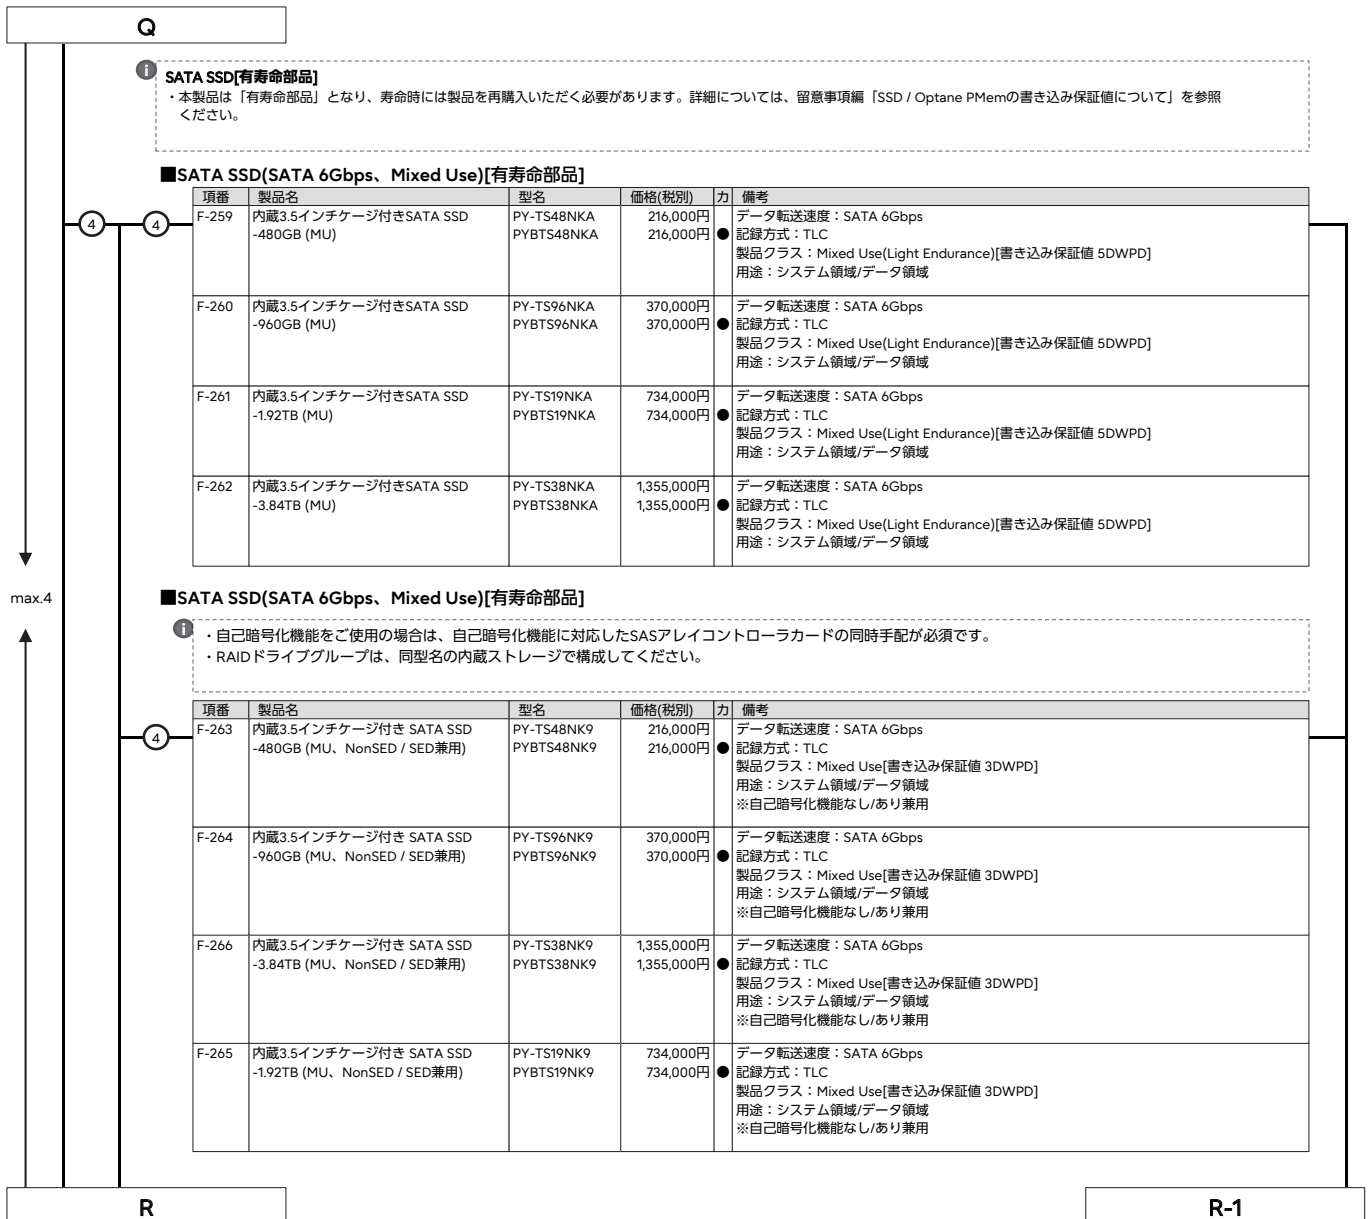 Q
SATA SSD[有寿命部品]
・本製品は「有寿命部品」となり、寿命時には製品を再購入いただく必要があります。詳細については、留意事項編「SSD / Optane PMemの書き込み保証値について」を参照
ください。
■SATA SSD(SATA 6Gbps、Mixed Use)[有寿命部品]
項番 製品名 型名 価格(税別) カ 備考
F-259 内蔵3.5インチケージ付きSATA SSD PY-TS48NKA 216,000円 データ転送速度：SATA 6Gbps
④ ④ -480GB (MU) PYBTS48NKA 216,000円 ● 記録方式：TLC
製品クラス：Mixed Use(Light Endurance)[書き込み保証値 5DWPD]
用途：システム領域/データ領域
F-260 内蔵3.5インチケージ付きSATA SSD PY-TS96NKA 370,000円 データ転送速度：SATA 6Gbps
-960GB (MU) PYBTS96NKA 370,000円 ● 記録方式：TLC
製品クラス：Mixed Use(Light Endurance)[書き込み保証値 5DWPD]
用途：システム領域/データ領域
F-261 内蔵3.5インチケージ付きSATA SSD PY-TS19NKA 734,000円 データ転送速度：SATA 6Gbps
-1.92TB (MU) PYBTS19NKA 734,000円 ● 記録方式：TLC
製品クラス：Mixed Use(Light Endurance)[書き込み保証値 5DWPD]
用途：システム領域/データ領域
F-262 内蔵3.5インチケージ付きSATA SSD PY-TS38NKA 1,355,000円 データ転送速度：SATA 6Gbps
-3.84TB (MU) PYBTS38NKA 1,355,000円 ● 記録方式：TLC
製品クラス：Mixed Use(Light Endurance)[書き込み保証値 5DWPD]
用途：システム領域/データ領域
max.4
■SATA SSD(SATA 6Gbps、Mixed Use)[有寿命部品]
・自己暗号化機能をご使用の場合は、自己暗号化機能に対応したSASアレイコントローラカードの同時手配が必須です。
・RAIDドライブグループは、同型名の内蔵ストレージで構成してください。
項番 製品名 型名 価格(税別) カ 備考
F-263 内蔵3.5インチケージ付き SATA SSD PY-TS48NK9 216,000円 データ転送速度：SATA 6Gbps
④ -480GB (MU、NonSED / SED兼用) PYBTS48NK9 216,000円 ● 記録方式：TLC
製品クラス：Mixed Use[書き込み保証値 3DWPD]
用途：システム領域/データ領域
※自己暗号化機能なし/あり兼用
F-264 内蔵3.5インチケージ付き SATA SSD PY-TS96NK9 370,000円 データ転送速度：SATA 6Gbps
-960GB (MU、NonSED / SED兼用) PYBTS96NK9 370,000円 ● 記録方式：TLC
製品クラス：Mixed Use[書き込み保証値 3DWPD]
用途：システム領域/データ領域
※自己暗号化機能なし/あり兼用
F-266 内蔵3.5インチケージ付き SATA SSD PY-TS38NK9 1,355,000円 データ転送速度：SATA 6Gbps
-3.84TB (MU、NonSED / SED兼用) PYBTS38NK9 1,355,000円 ● 記録方式：TLC
製品クラス：Mixed Use[書き込み保証値 3DWPD]
用途：システム領域/データ領域
※自己暗号化機能なし/あり兼用
F-265 内蔵3.5インチケージ付き SATA SSD PY-TS19NK9 734,000円 データ転送速度：SATA 6Gbps
-1.92TB (MU、NonSED / SED兼用) PYBTS19NK9 734,000円 ● 記録方式：TLC
製品クラス：Mixed Use[書き込み保証値 3DWPD]
用途：システム領域/データ領域
※自己暗号化機能なし/あり兼用
R R-1